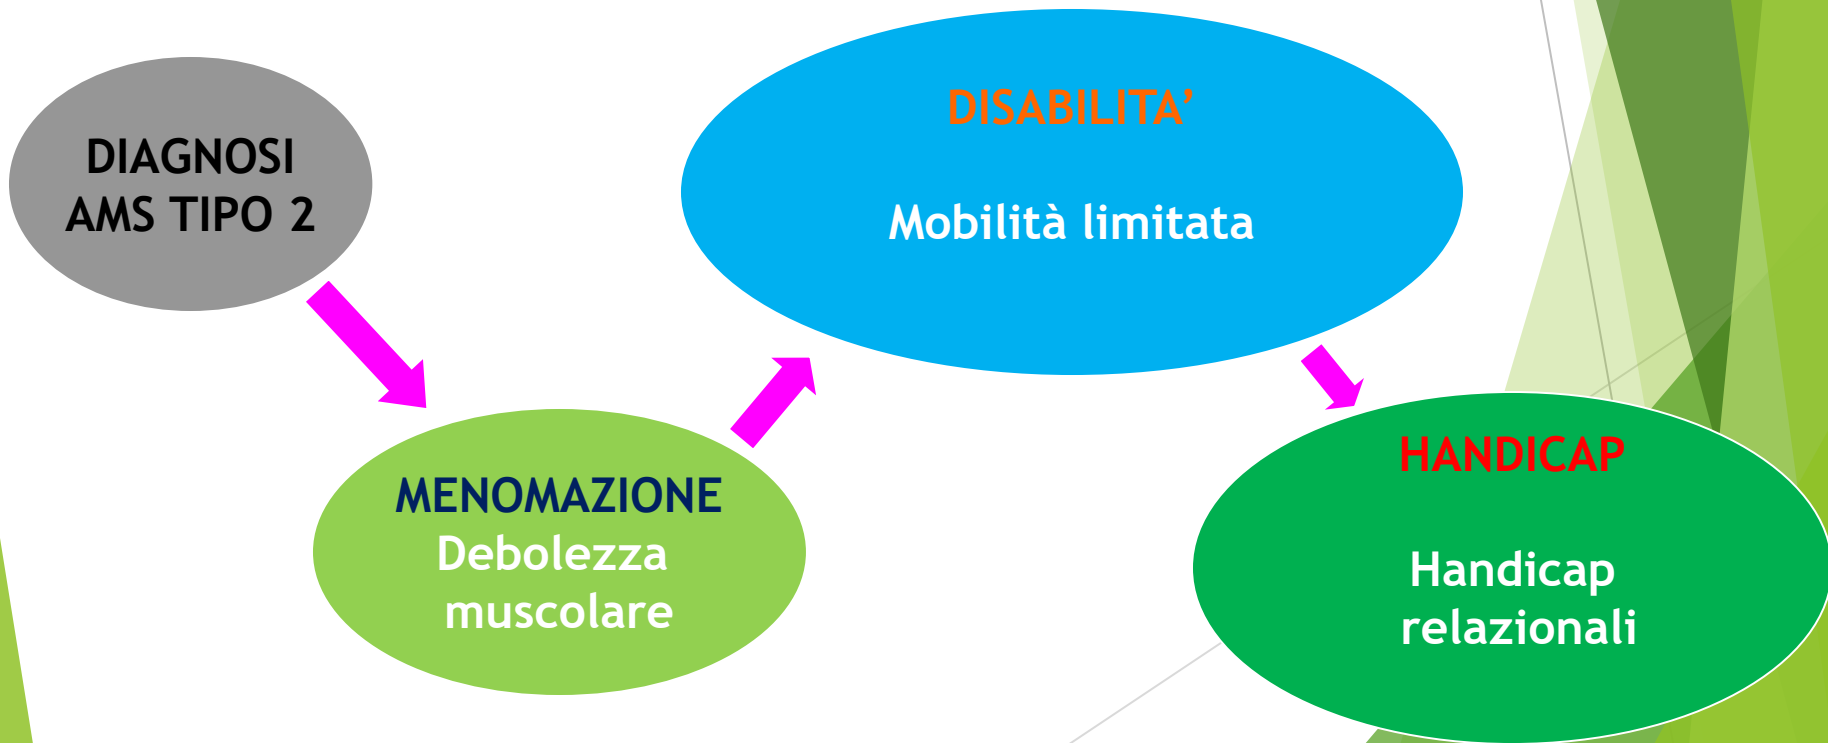 DIAGNOSI
AMS TIPO 2
MENOMAZIONE
Debolezza
muscolare
DISABILITA’
Mobilità limitata
HANDICAP
Handicap
relazionali